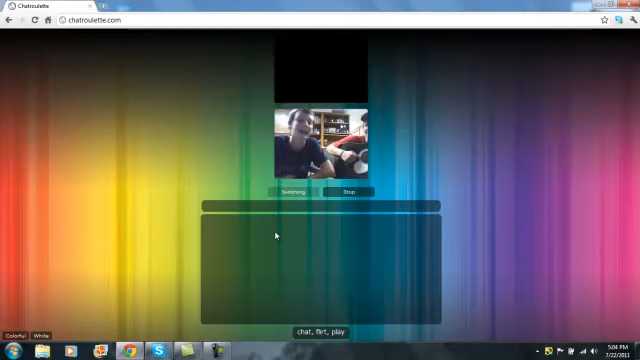 Chatroulette
chatroulette.com
Switching
Stop
chat, flirt, play
Colorful
White
5:04 PM
7/22/2011